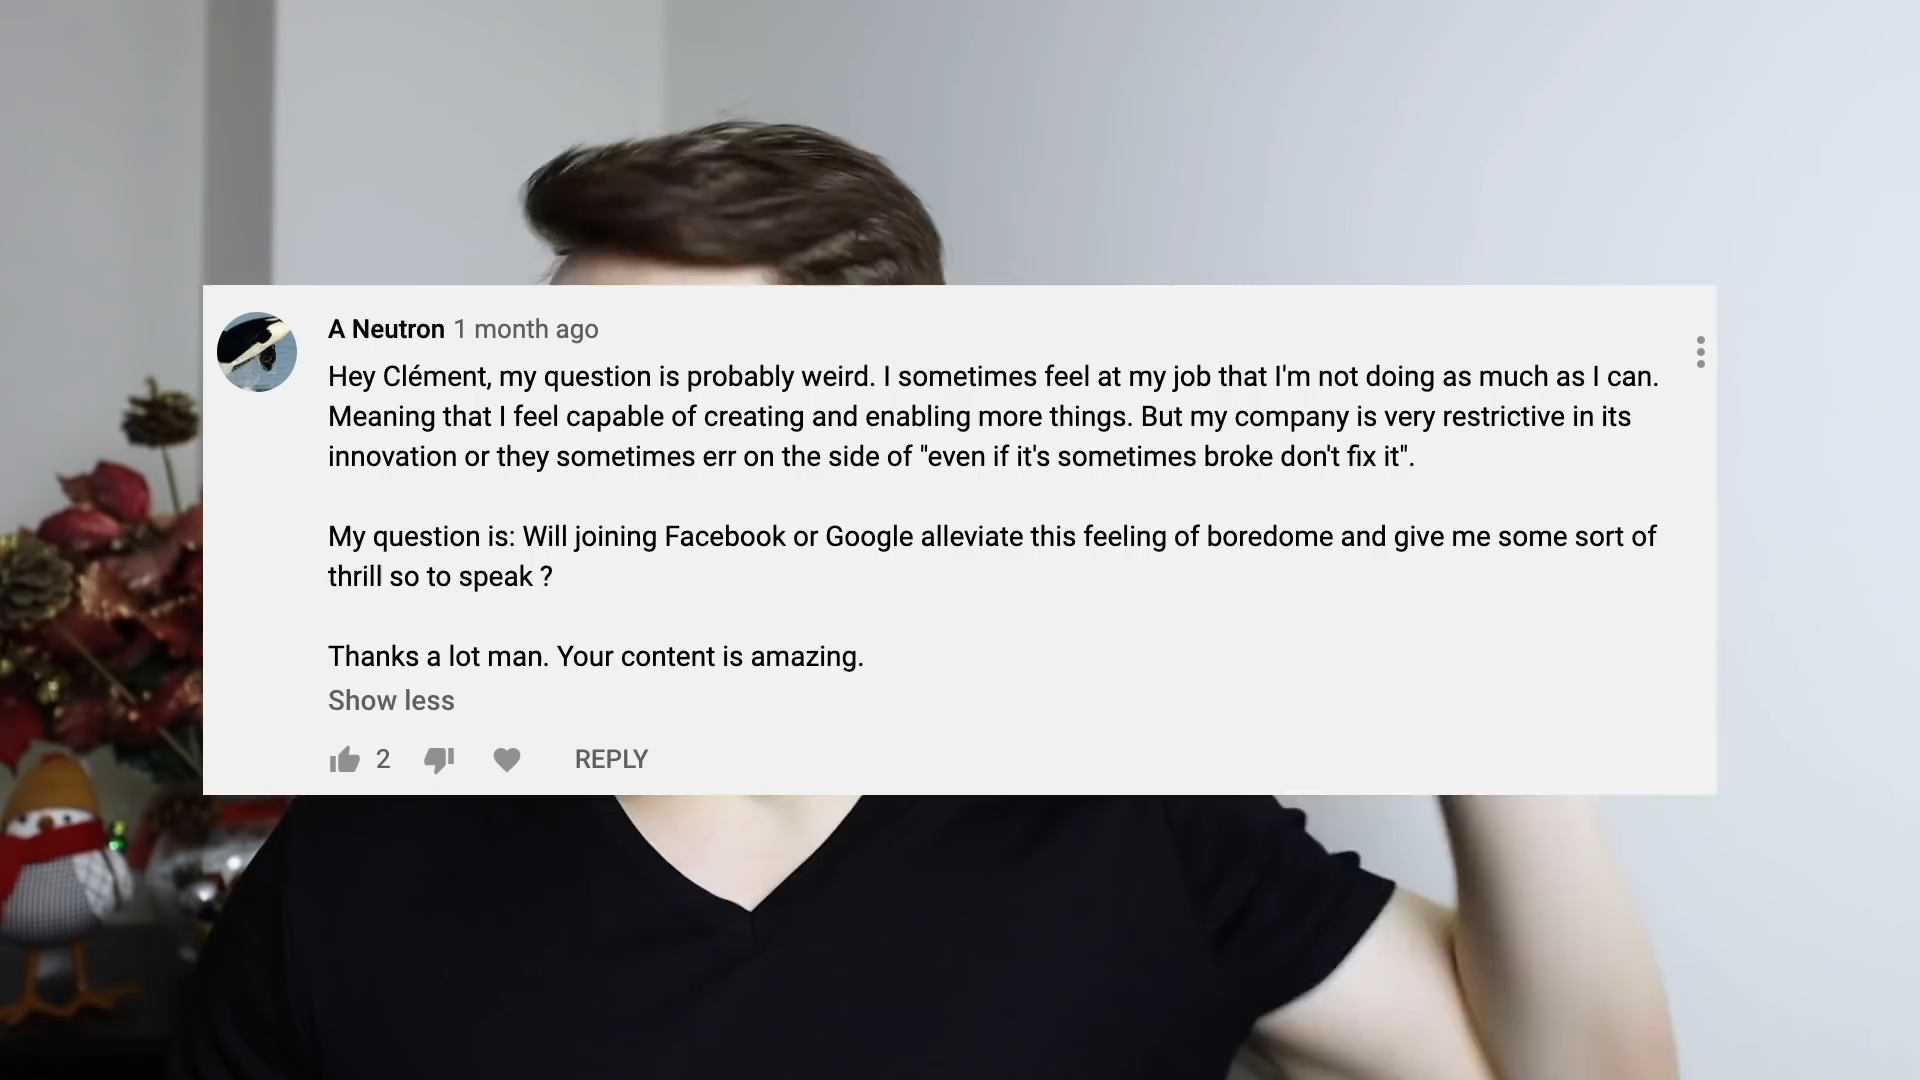 A Neutron 1 month ago
Hey Clément, my question is probably weird. I sometimes feel at my job that I'm not doing as much as I can.
Meaning that I feel capable of creating and enabling more things. But my company is very restrictive in its
innovation or they sometimes err on the side of "even if it's sometimes broke don't fix it".
My question is: Will joining Facebook or Google alleviate this feeling of boredome and give me some sort of
thrill so to speak ?
Thanks a lot man. Your content is amazing.
Show less
2 REPLY